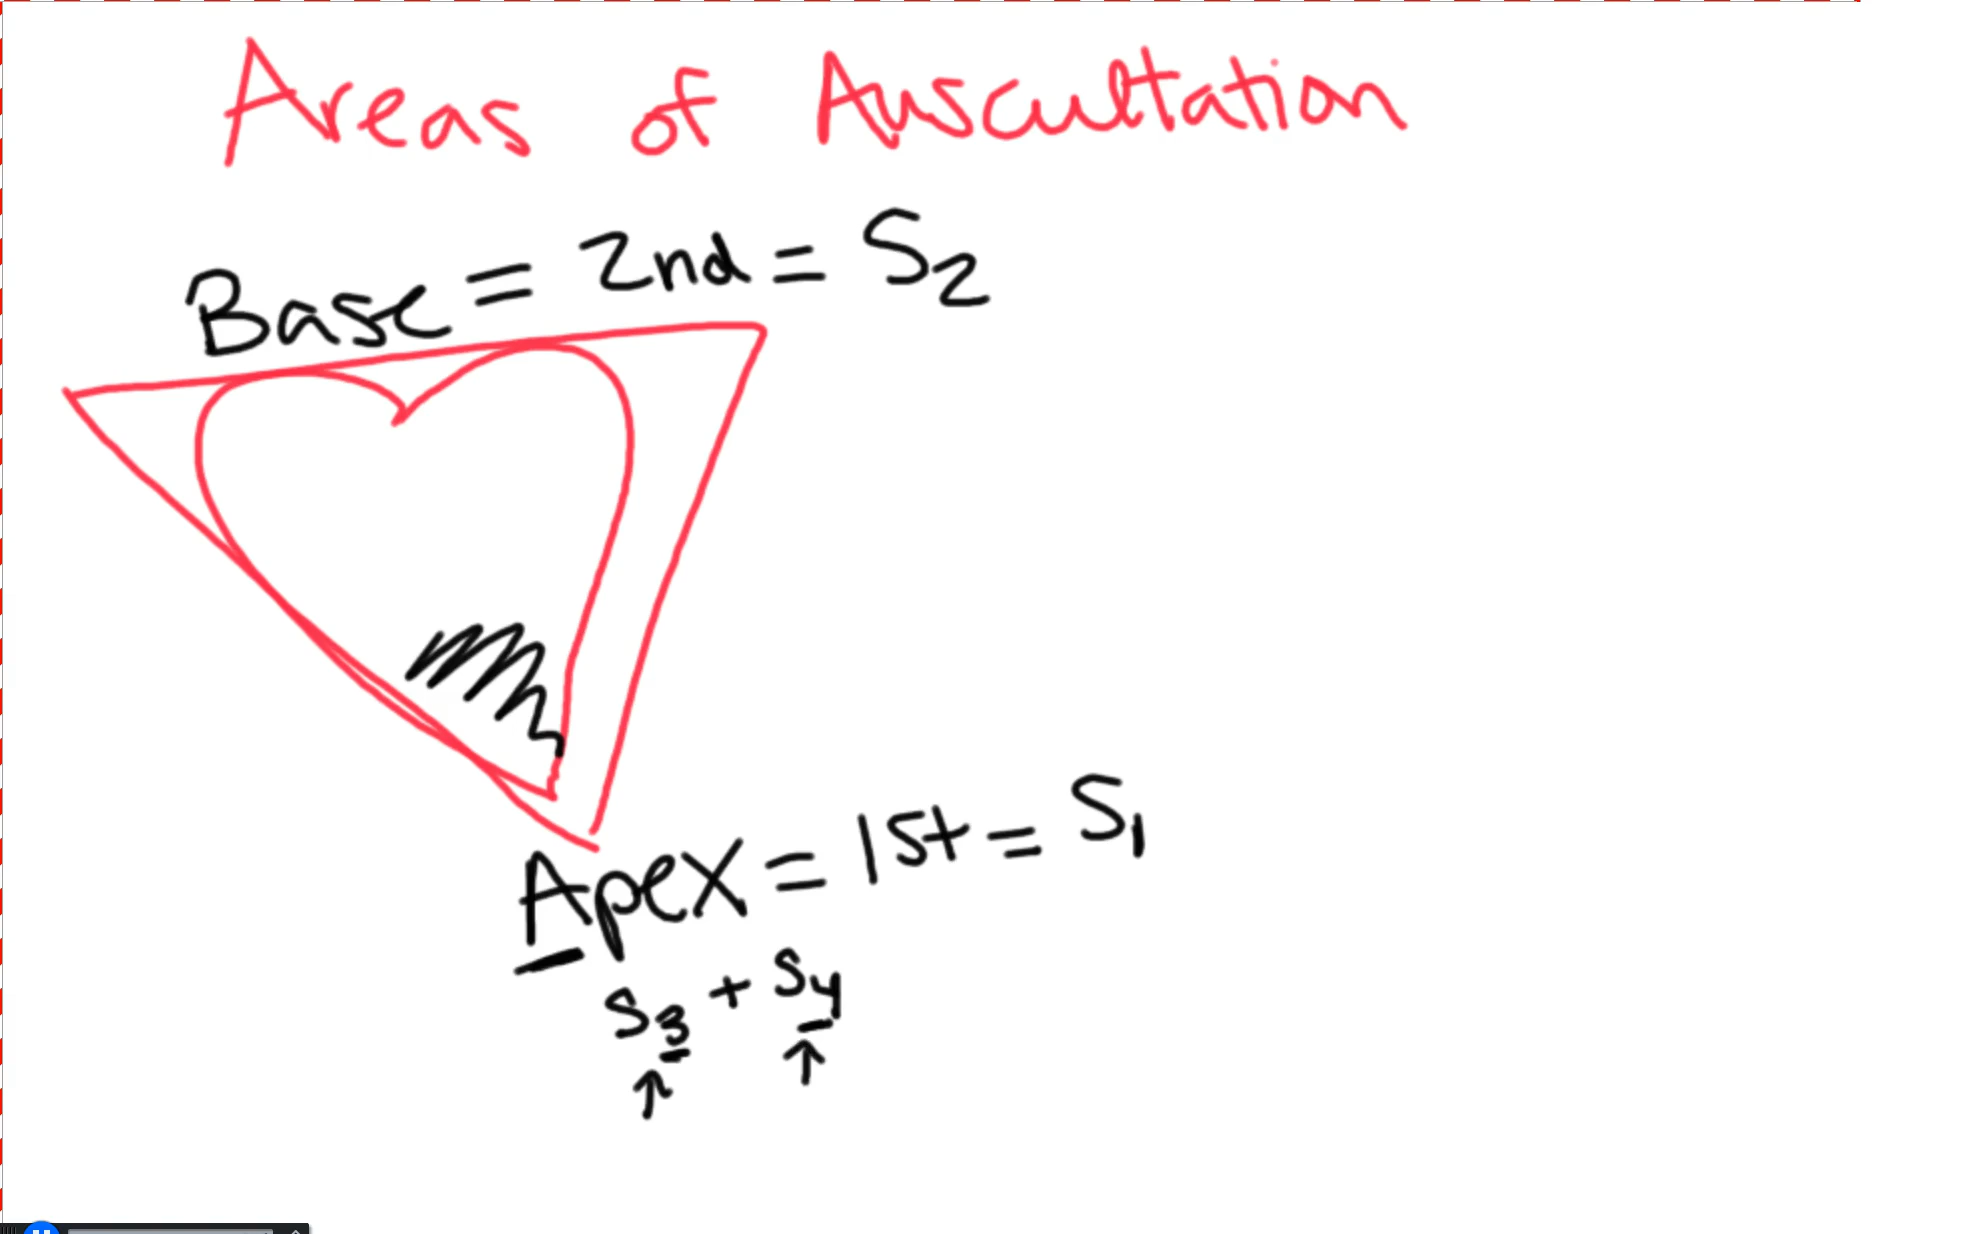 Areas of Auscultation
Base = 2nd = S2
Apex = 1st = S1
S3 + S4